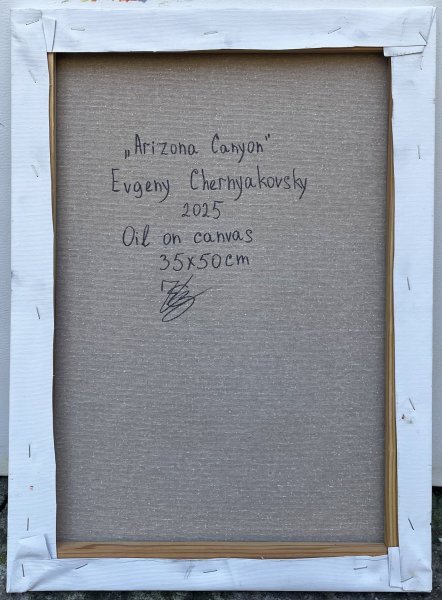 „Arizona Canyon"
Evgeny Chernyakovsky
2025
Oil on canvas
35x50cm